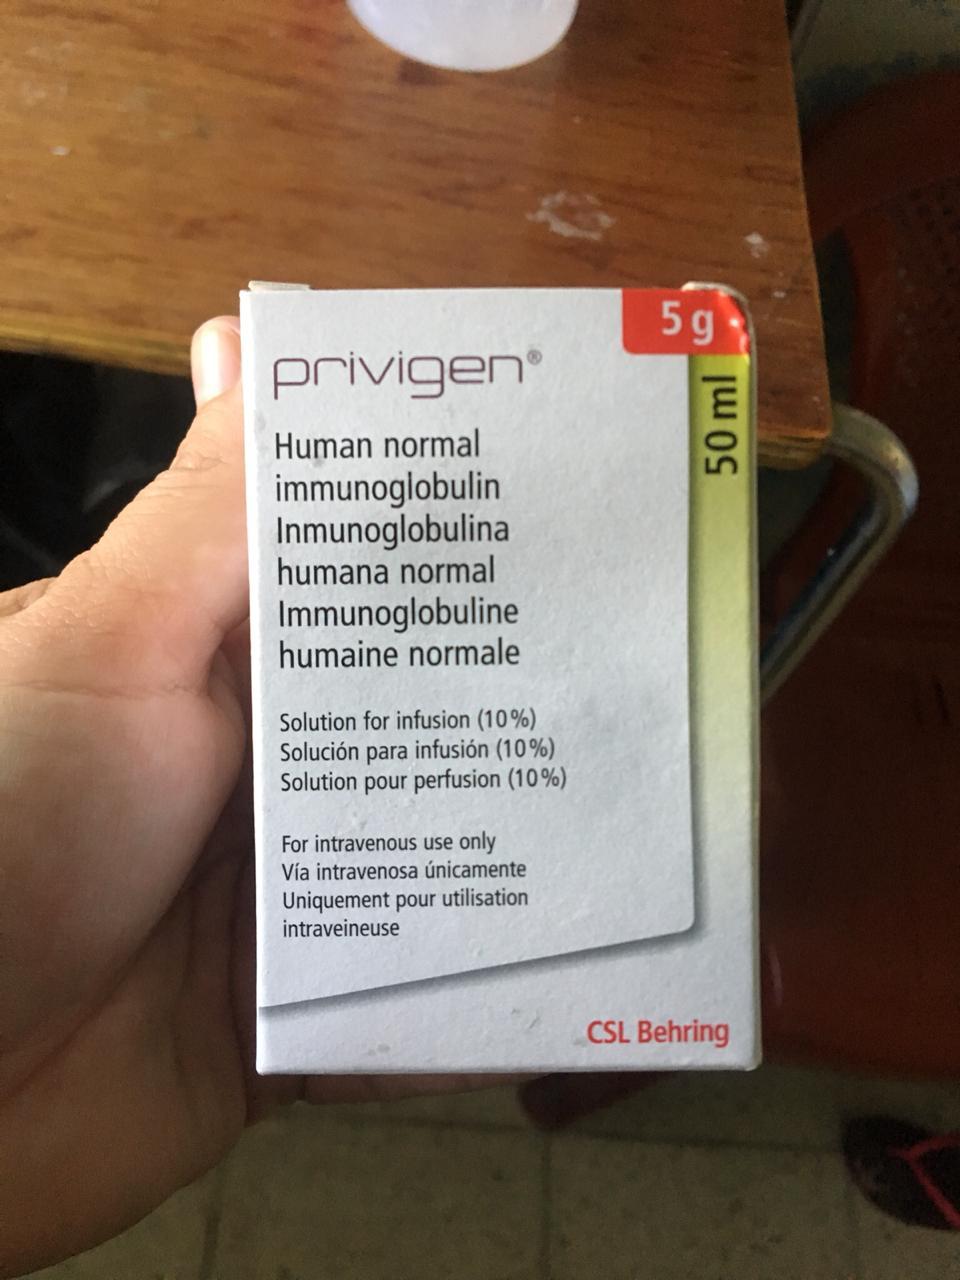 5 g
50 ml
privigen®
Human normal
immunoglobulin
Inmunoglobulina
humana normal
Immunoglobuline
humaine normale
Solution for infusion (10%)
Solución para infusión (10%)
Solution pour perfusion (10%)
For intravenous use only
Vía intravenosa únicamente
Uniquement pour utilisation
intraveineuse
CSL Behring